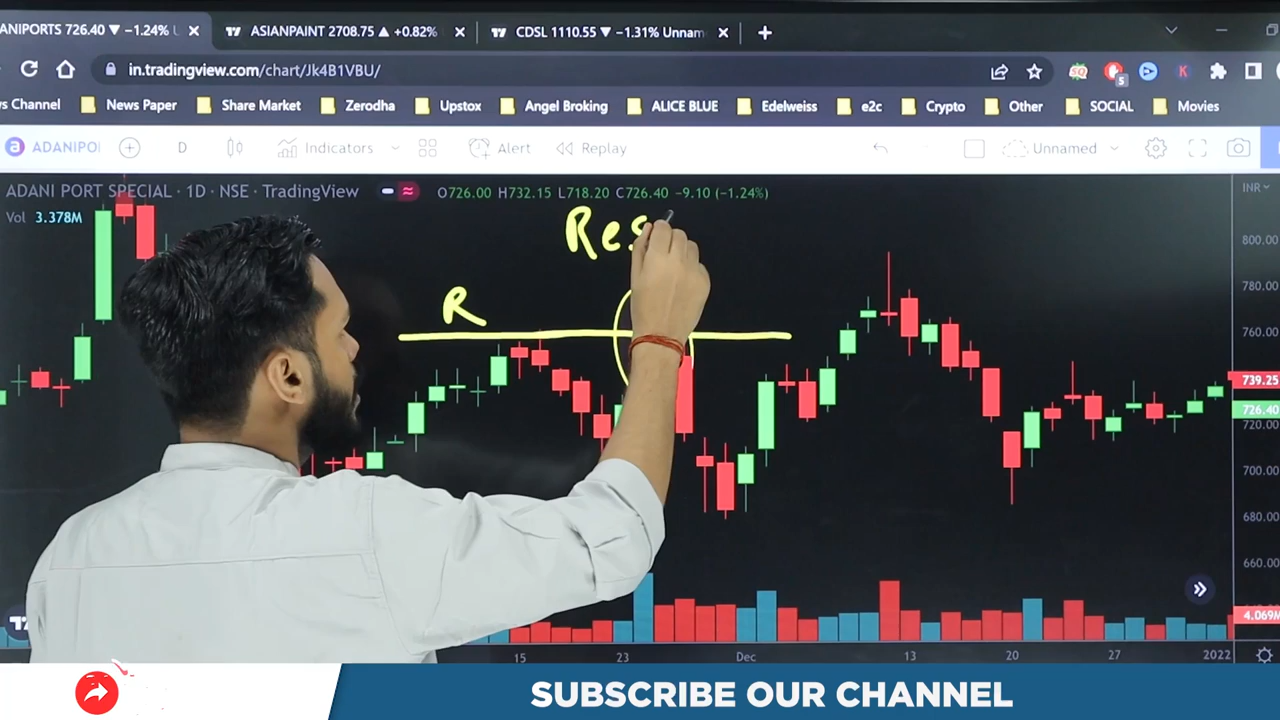 ANIPORTS 726.40 ▼ −1.24% U
ASIANPAINT 2708.75 ▲ +0.82%
CDSL 1110.55 ▼ −1.31% Unnam
in.tradingview.com/chart/Jk4B1VBU/
SQ
5
K
s Channel
News Paper
Share Market
Zerodha
Upstox
Angel Broking
ALICE BLUE
Edelweiss
e2c
Crypto
Other
SOCIAL
Movies
a ADANIPO
D
Indicators
Alert
Replay
Unnamed
ADANI PORT SPECIAL · 1D · NSE · TradingView
O726.00 H732.15 L718.20 C726.40 −9.10 (−1.24%)
INR
Vol 3.378M
Res
R
800.00
780.00
760.00
739.25
726.40
720.00
700.00
680.00
660.00
4.069M
15
23
Dec
13
20
27
2022
SUBSCRIBE OUR CHANNEL